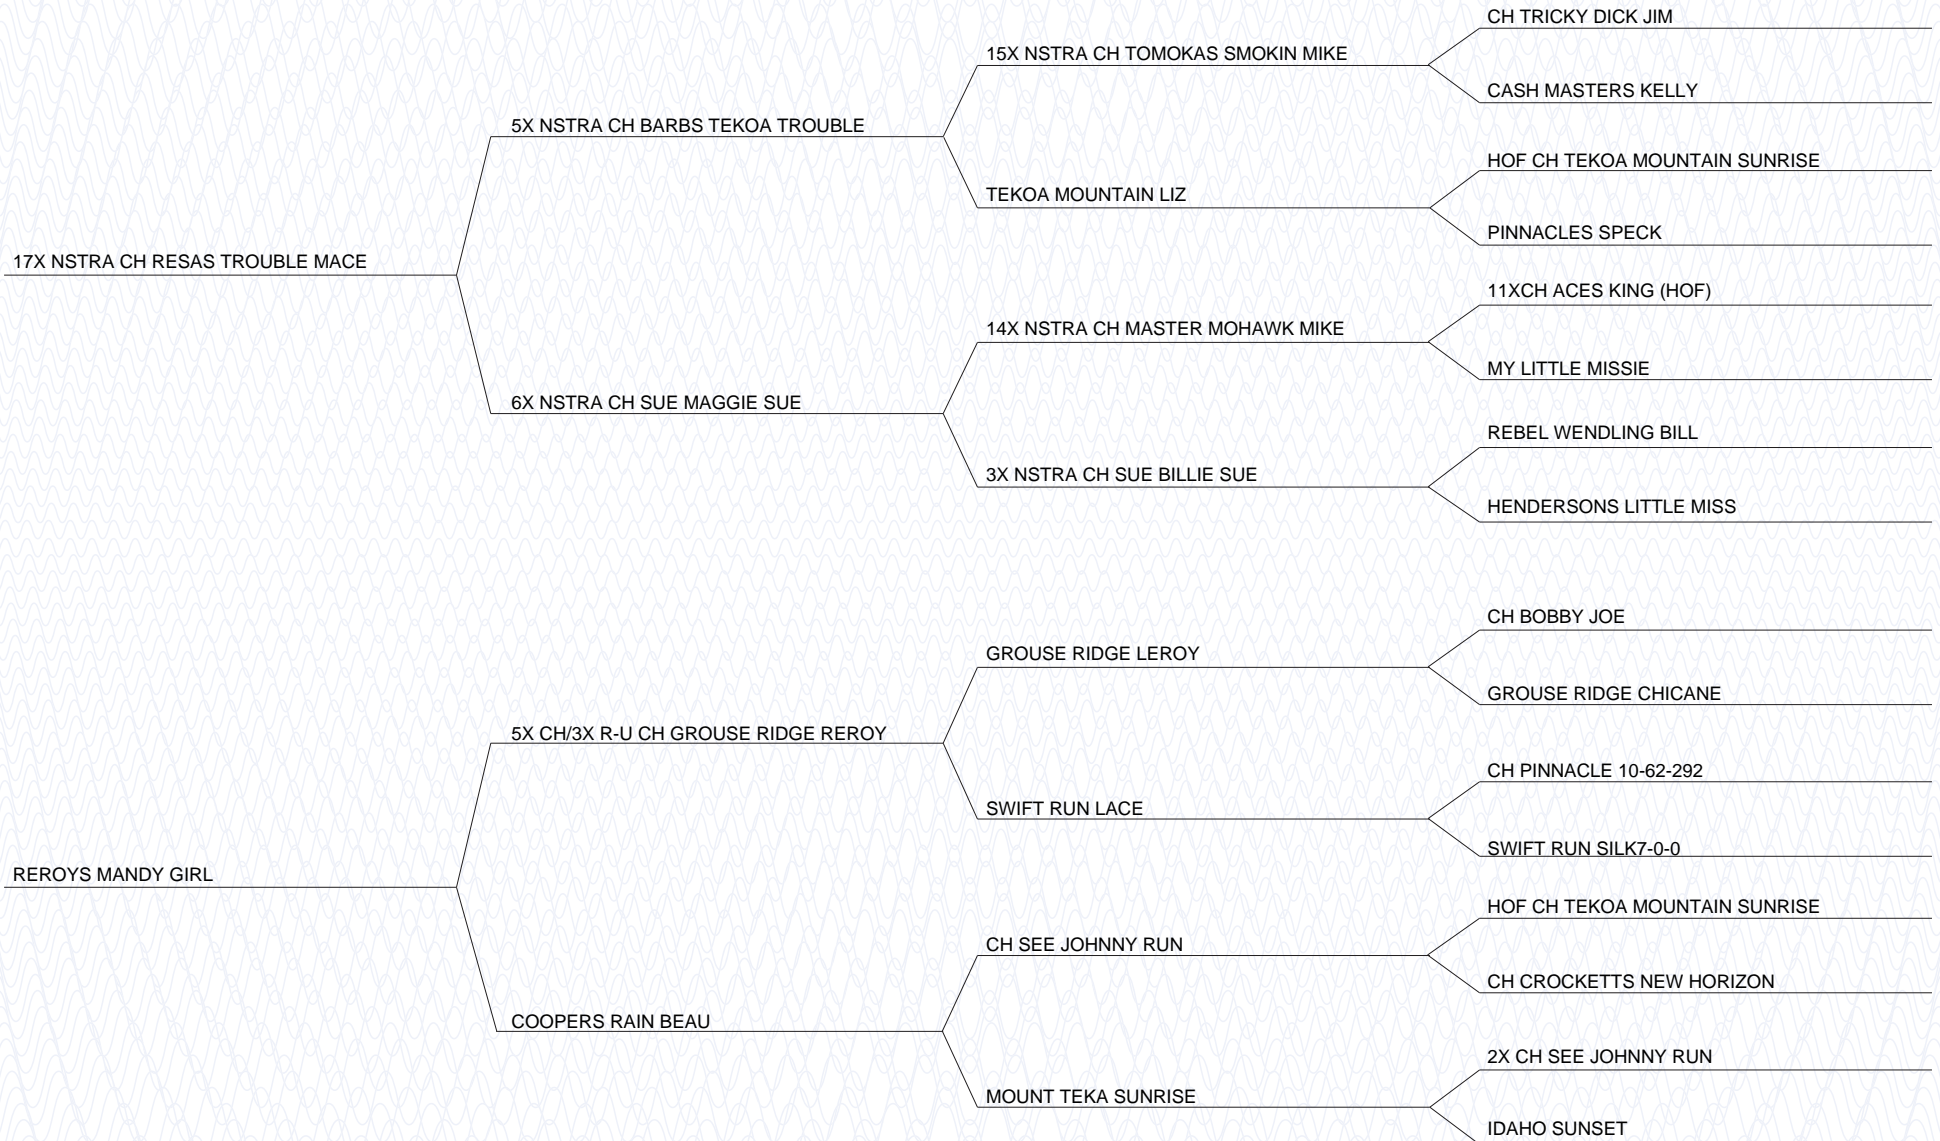 CH TRICKY DICK JIM
15X NSTRA CH TOMOKAS SMOKIN MIKE
CASH MASTERS KELLY
5X NSTRA CH BARBS TEKOA TROUBLE
HOF CH TEKOA MOUNTAIN SUNRISE
TEKOA MOUNTAIN LIZ
PINNACLES SPECK
17X NSTRA CH RESAS TROUBLE MACE
11XCH ACES KING (HOF)
14X NSTRA CH MASTER MOHAWK MIKE
MY LITTLE MISSIE
6X NSTRA CH SUE MAGGIE SUE
REBEL WENDLING BILL
3X NSTRA CH SUE BILLIE SUE
HENDERSONS LITTLE MISS
CH BOBBY JOE
GROUSE RIDGE LEROY
GROUSE RIDGE CHICANE
5X CH/3X R-U CH GROUSE RIDGE REROY
CH PINNACLE 10-62-292
SWIFT RUN LACE
SWIFT RUN SILK7-0-0
REROYS MANDY GIRL
HOF CH TEKOA MOUNTAIN SUNRISE
CH SEE JOHNNY RUN
CH CROCKETTS NEW HORIZON
COOPERS RAIN BEAU
2X CH SEE JOHNNY RUN
MOUNT TEKA SUNRISE
IDAHO SUNSET